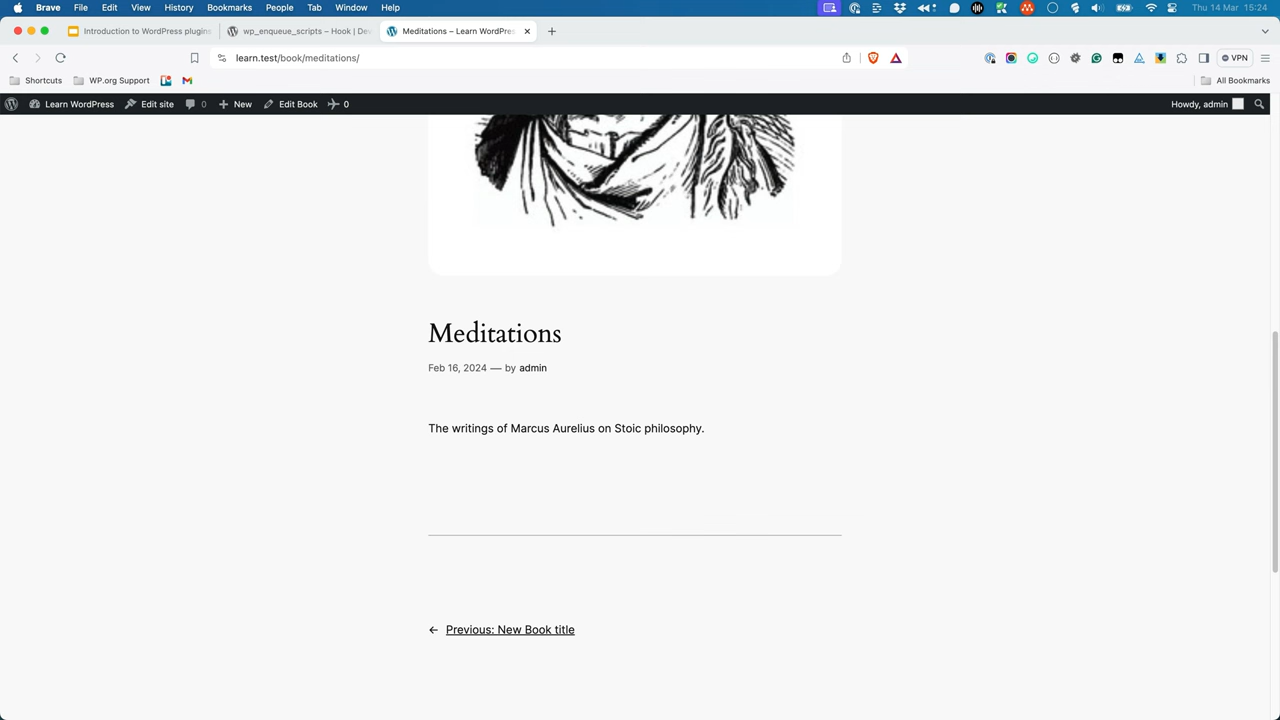 Brave File Edit View History Bookmarks People Tab Window Help Thu 14 Mar 15:24
Introduction to WordPress plugins wp_enqueue_scripts – Hook | Dev Meditations – Learn WordPres
learn.test/book/meditations/ VPN
Shortcuts WP.org Support All Bookmarks
Learn WordPress Edit site 0 New Edit Book 0 Howdy, admin
Meditations
Feb 16, 2024 — by admin
The writings of Marcus Aurelius on Stoic philosophy.
← Previous: New Book title